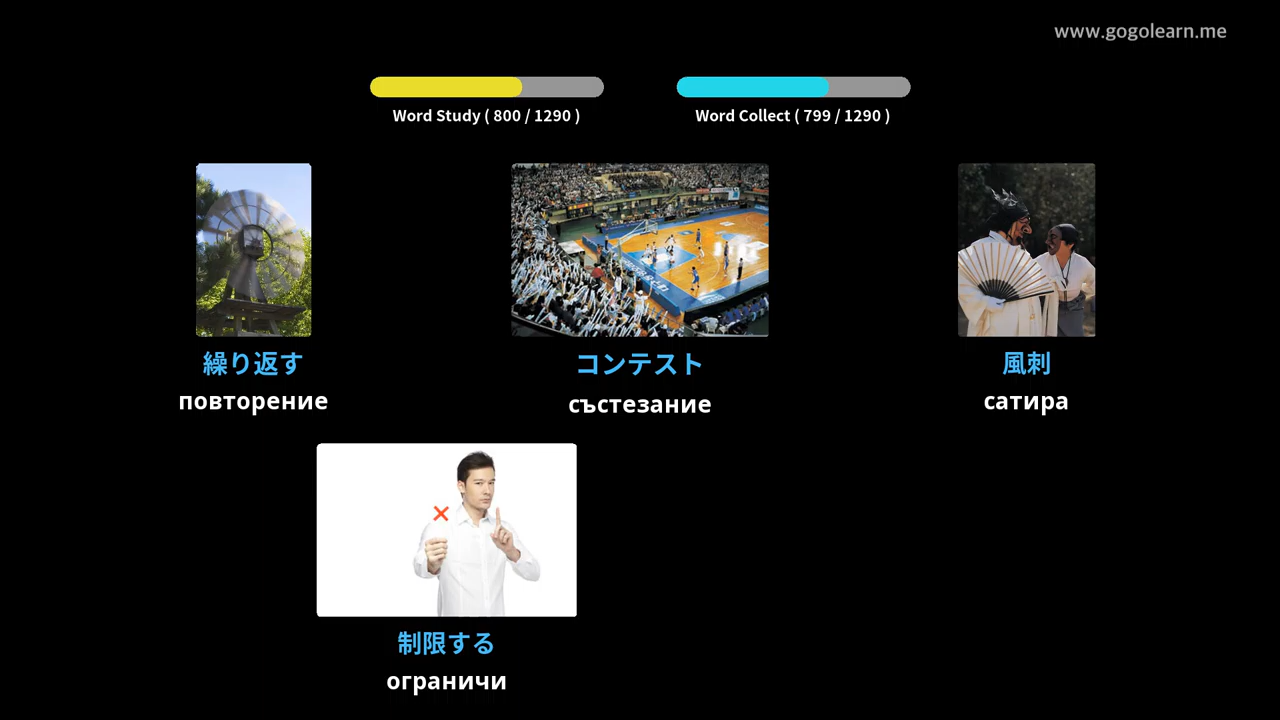 www.gogolearn.me
Word Study ( 800 / 1290 )
Word Collect ( 799 / 1290 )
繰り返す
повторение
コンテスト
състезание
風刺
сатира
制限する
ограничи